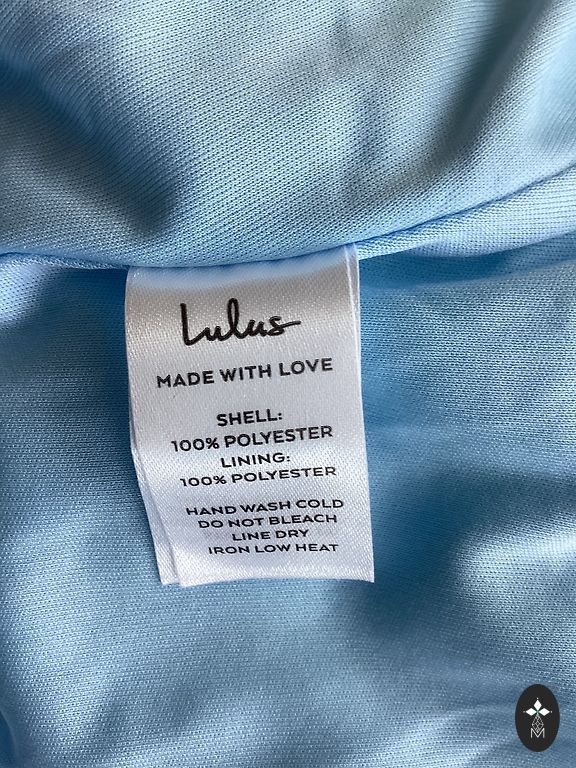 Lulus
MADE WITH LOVE
SHELL:
100% POLYESTER
LINING:
100% POLYESTER
HAND WASH COLD
DO NOT BLEACH
LINE DRY
IRON LOW HEAT